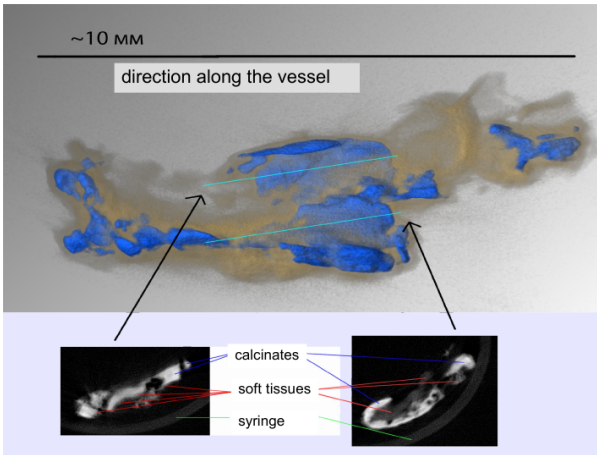 ~10 мм
direction along the vessel
calcinates
soft tissues
syringe